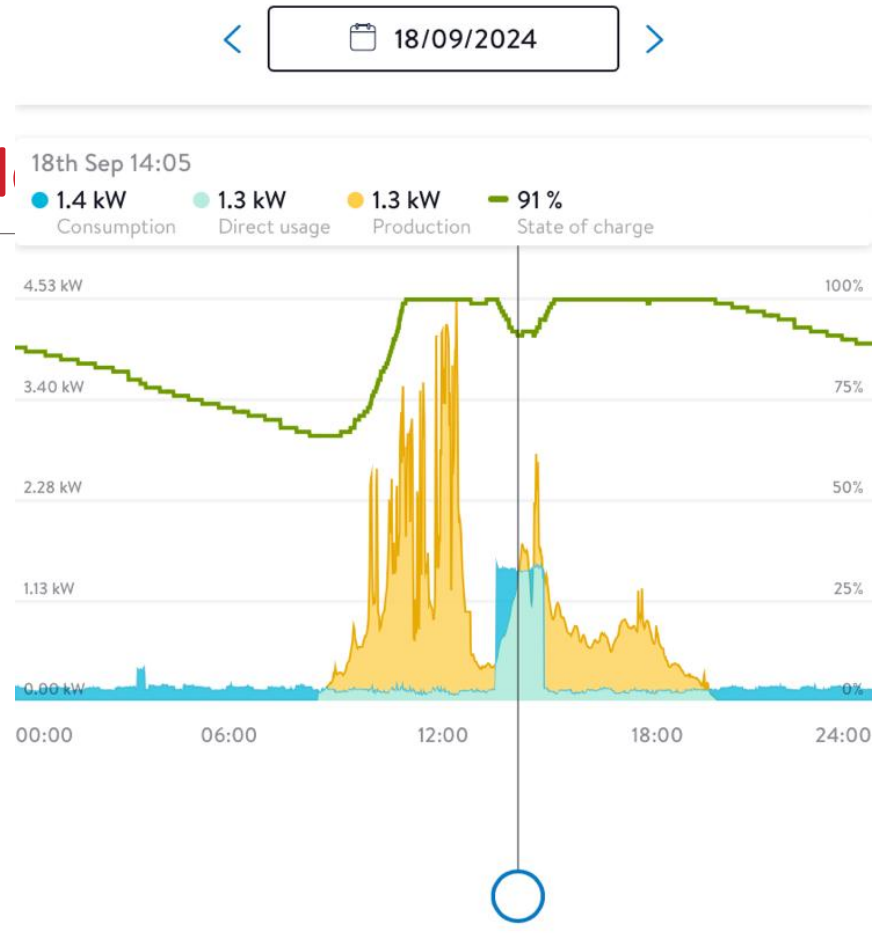 18/09/2024
18th Sep 14:05
1.4 kW 1.3 kW 1.3 kW 91 %
Consumption Direct usage Production State of charge
4.53 kW 100%
3.40 kW 75%
2.28 kW 50%
1.13 kW 25%
0.00 kW 0%
00:00 06:00 12:00 18:00 24:00